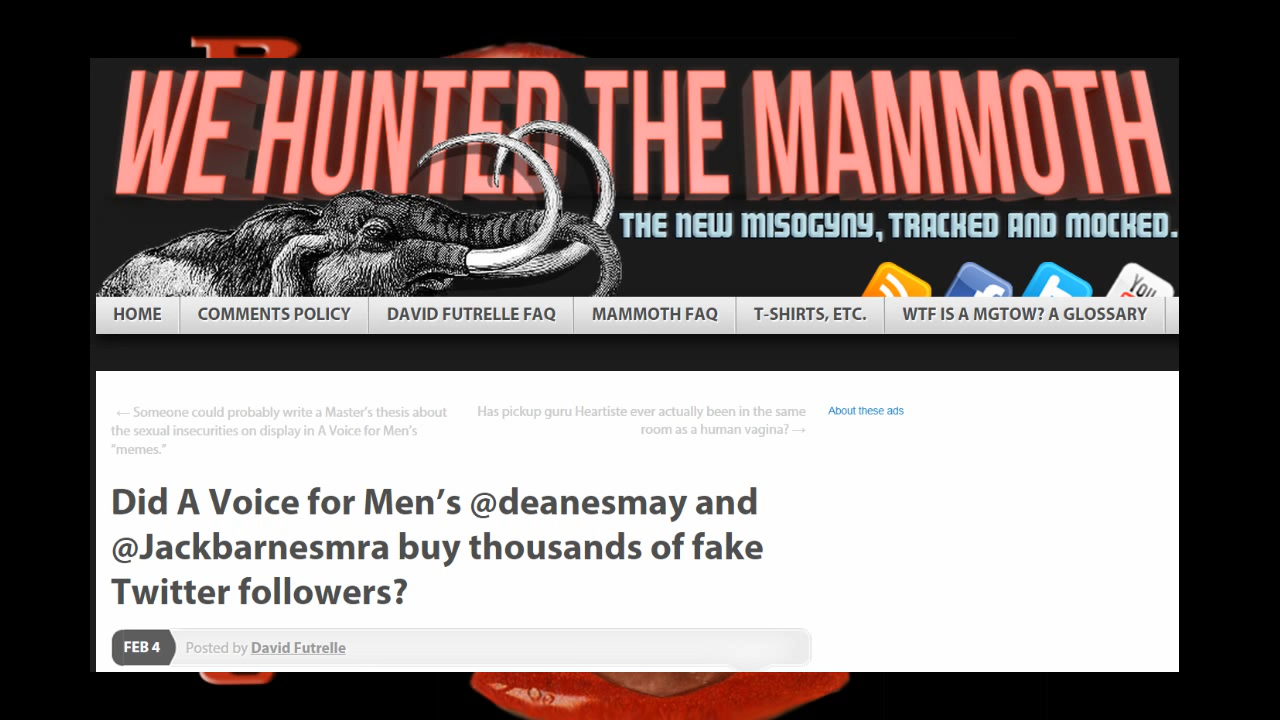 WE HUNTED THE MAMMOTH
THE NEW MISOGYNY, TRACKED AND MOCKED.
You
HOME
COMMENTS POLICY
DAVID FUTRELLE FAQ
MAMMOTH FAQ
T-SHIRTS, ETC.
WTF IS A MGTOW? A GLOSSARY
← Someone could probably write a Master's thesis about
the sexual insecurities on display in A Voice for Men's
"memes."
Has pickup guru Heartiste ever actually been in the same
room as a human vagina? →
About these ads
Did A Voice for Men's @deanesmay and
@Jackbarnesmra buy thousands of fake
Twitter followers?
FEB 4
Posted by David Futrelle